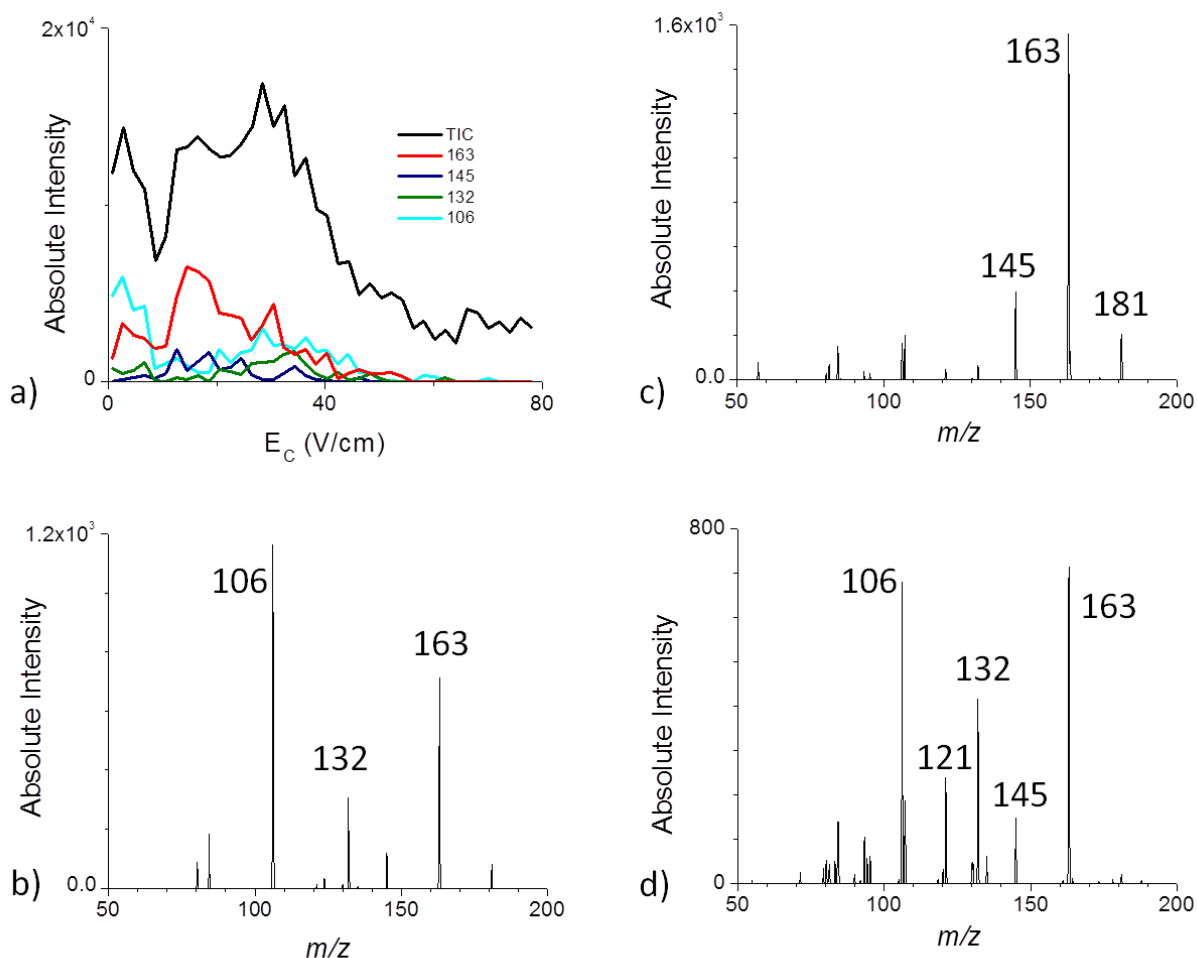 2x10⁴
Absolute Intensity
TIC
163
145
132
106
0
0
40
80
E_C (V/cm)
a)
1.6x10³
Absolute Intensity
163
145
181
0.0
50
100
150
200
m/z
c)
1.2x10³
Absolute Intensity
106
163
132
0.0
50
100
150
200
m/z
b)
800
Absolute Intensity
106
163
132
121
145
0
50
100
150
200
m/z
d)